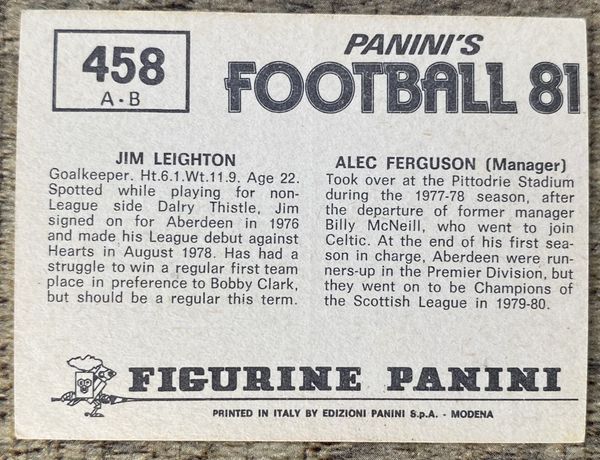 458
A-B
PANINI'S
FOOTBALL 81
JIM LEIGHTON
Goalkeeper. Ht.6.1.Wt.11.9. Age 22.
Spotted while playing for non-
League side Dalry Thistle, Jim
signed on for Aberdeen in 1976
and made his League debut against
Hearts in August 1978. Has had a
struggle to win a regular first team
place in preference to Bobby Clark,
but should be a regular this term.
ALEC FERGUSON (Manager)
Took over at the Pittodrie Stadium
during the 1977-78 season, after
the departure of former manager
Billy McNeill, who went to join
Celtic. At the end of his first sea-
son in charge, Aberdeen were run-
ners-up in the Premier Division, but
they went on to be Champions of
the Scottish League in 1979-80.
FIGURINE PANINI
PRINTED IN ITALY BY EDIZIONI PANINI S.p.A. - MODENA